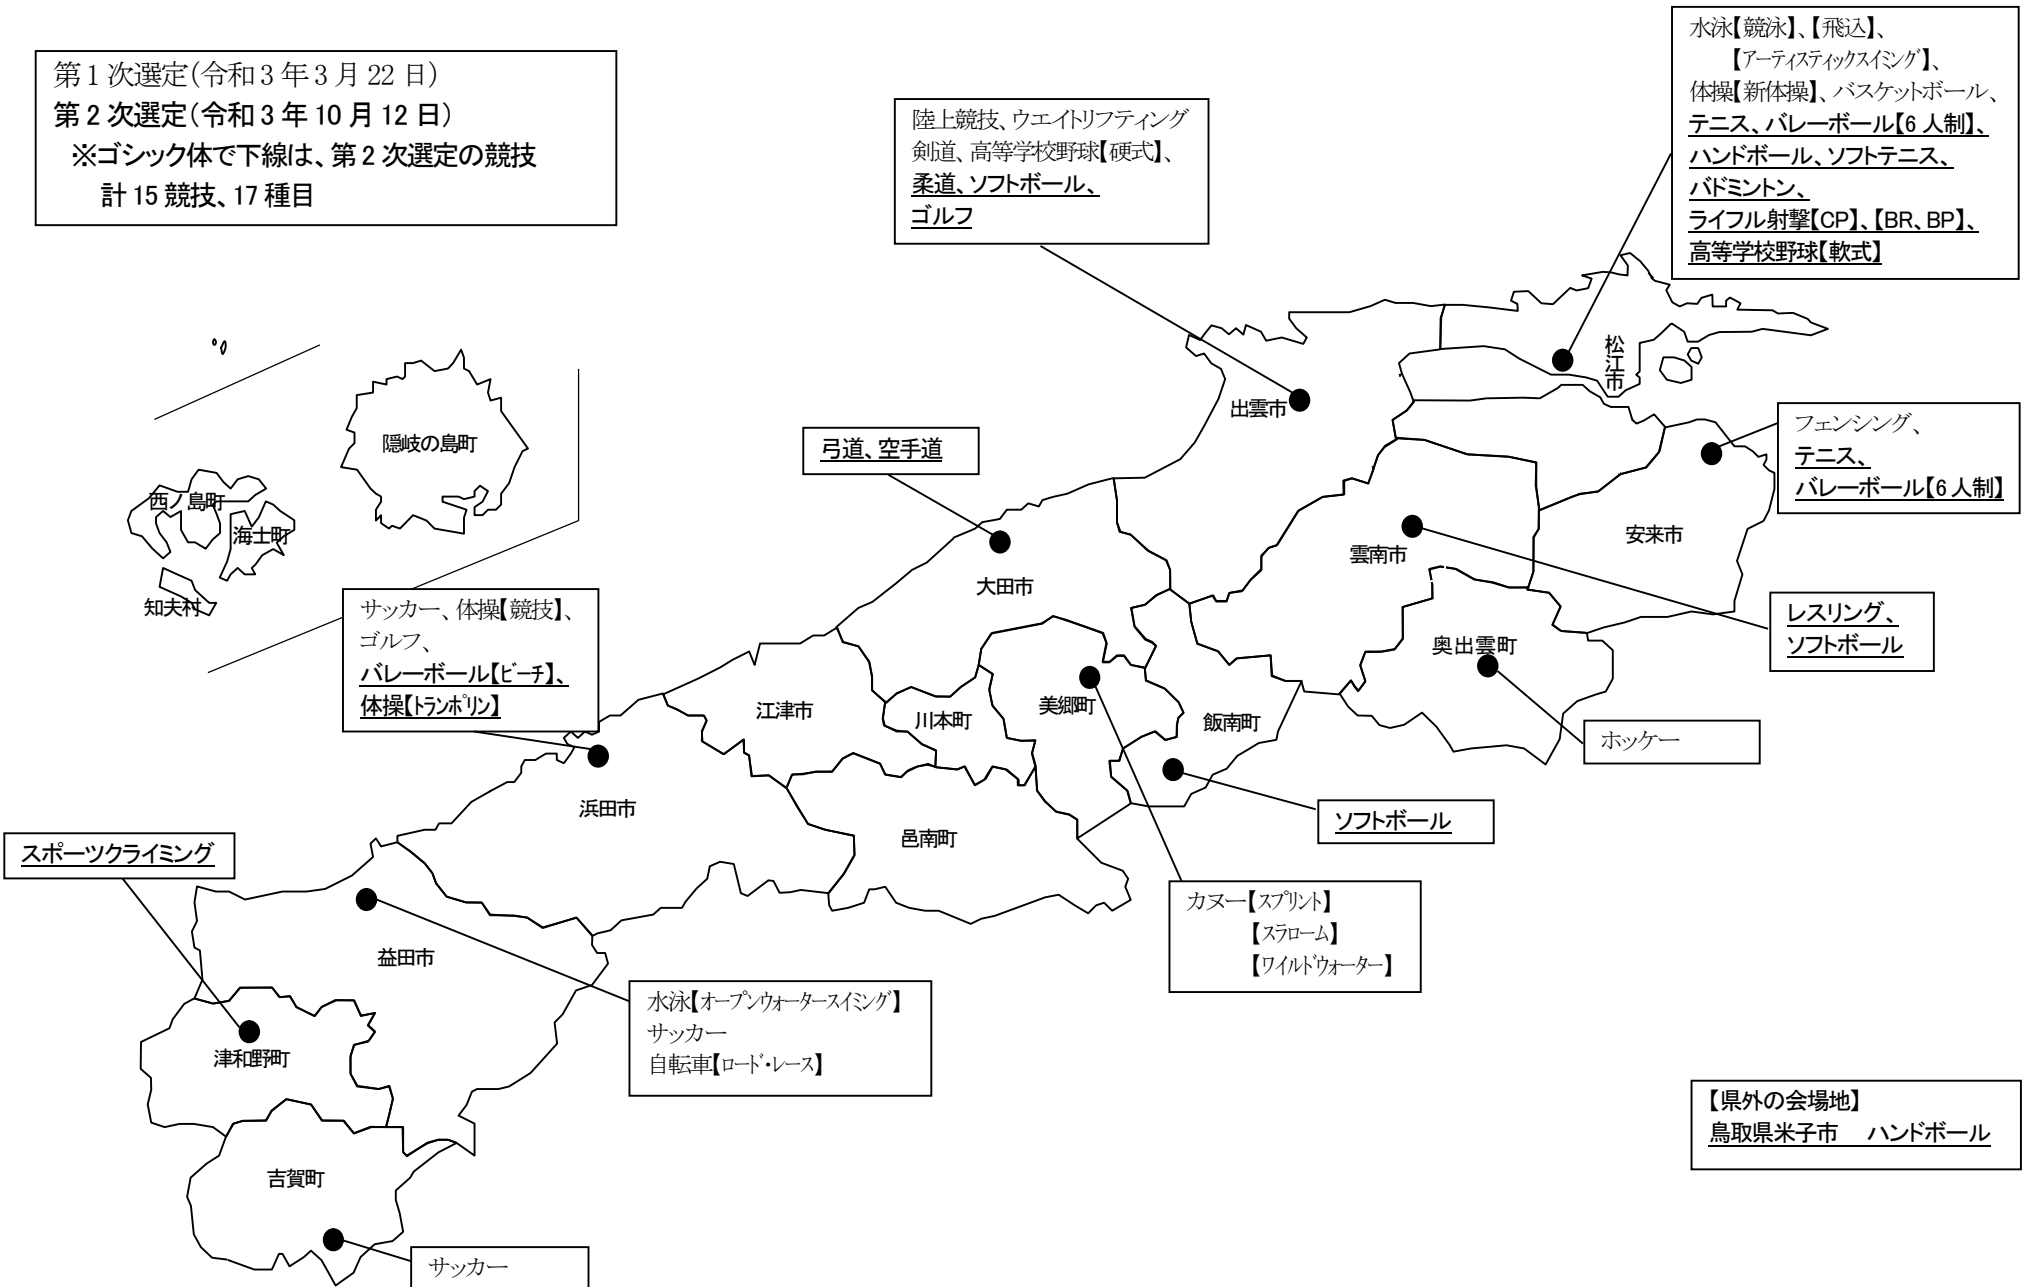 第1次選定(令和3年3月22日)
第2次選定(令和3年10月12日)
※ゴシック体で下線は、第2次選定の競技
計15競技、17種目
陸上競技、ウエイトリフティング
剣道、高等学校野球【硬式】、
柔道、ソフトボール、
ゴルフ
水泳【競泳】、【飛込】、
【アーティスティックスイミング】、
体操【新体操】、バスケットボール、
テニス、バレーボール【6人制】、
ハンドボール、ソフトテニス、
バドミントン、
ライフル射撃【CP】、【BR、BP】、
高等学校野球【軟式】
松江市
出雲市
フェンシング、
テニス、
バレーボール【6人制】
弓道、空手道
隠岐の島町
西ノ島町
海士町
知夫村
安来市
雲南市
大田市
サッカー、体操【競技】、
ゴルフ、
バレーボール【ビーチ】、
体操【トランポリン】
レスリング、
ソフトボール
奥出雲町
美郷町
飯南町
川本町
江津市
ホッケー
浜田市
邑南町
ソフトボール
スポーツクライミング
カヌー【スプリント】
【スラローム】
【ワイルドウォーター】
益田市
水泳【オープンウォータースイミング】
サッカー
自転車【ロード・レース】
津和野町
【県外の会場地】
鳥取県米子市 ハンドボール
吉賀町
サッカー